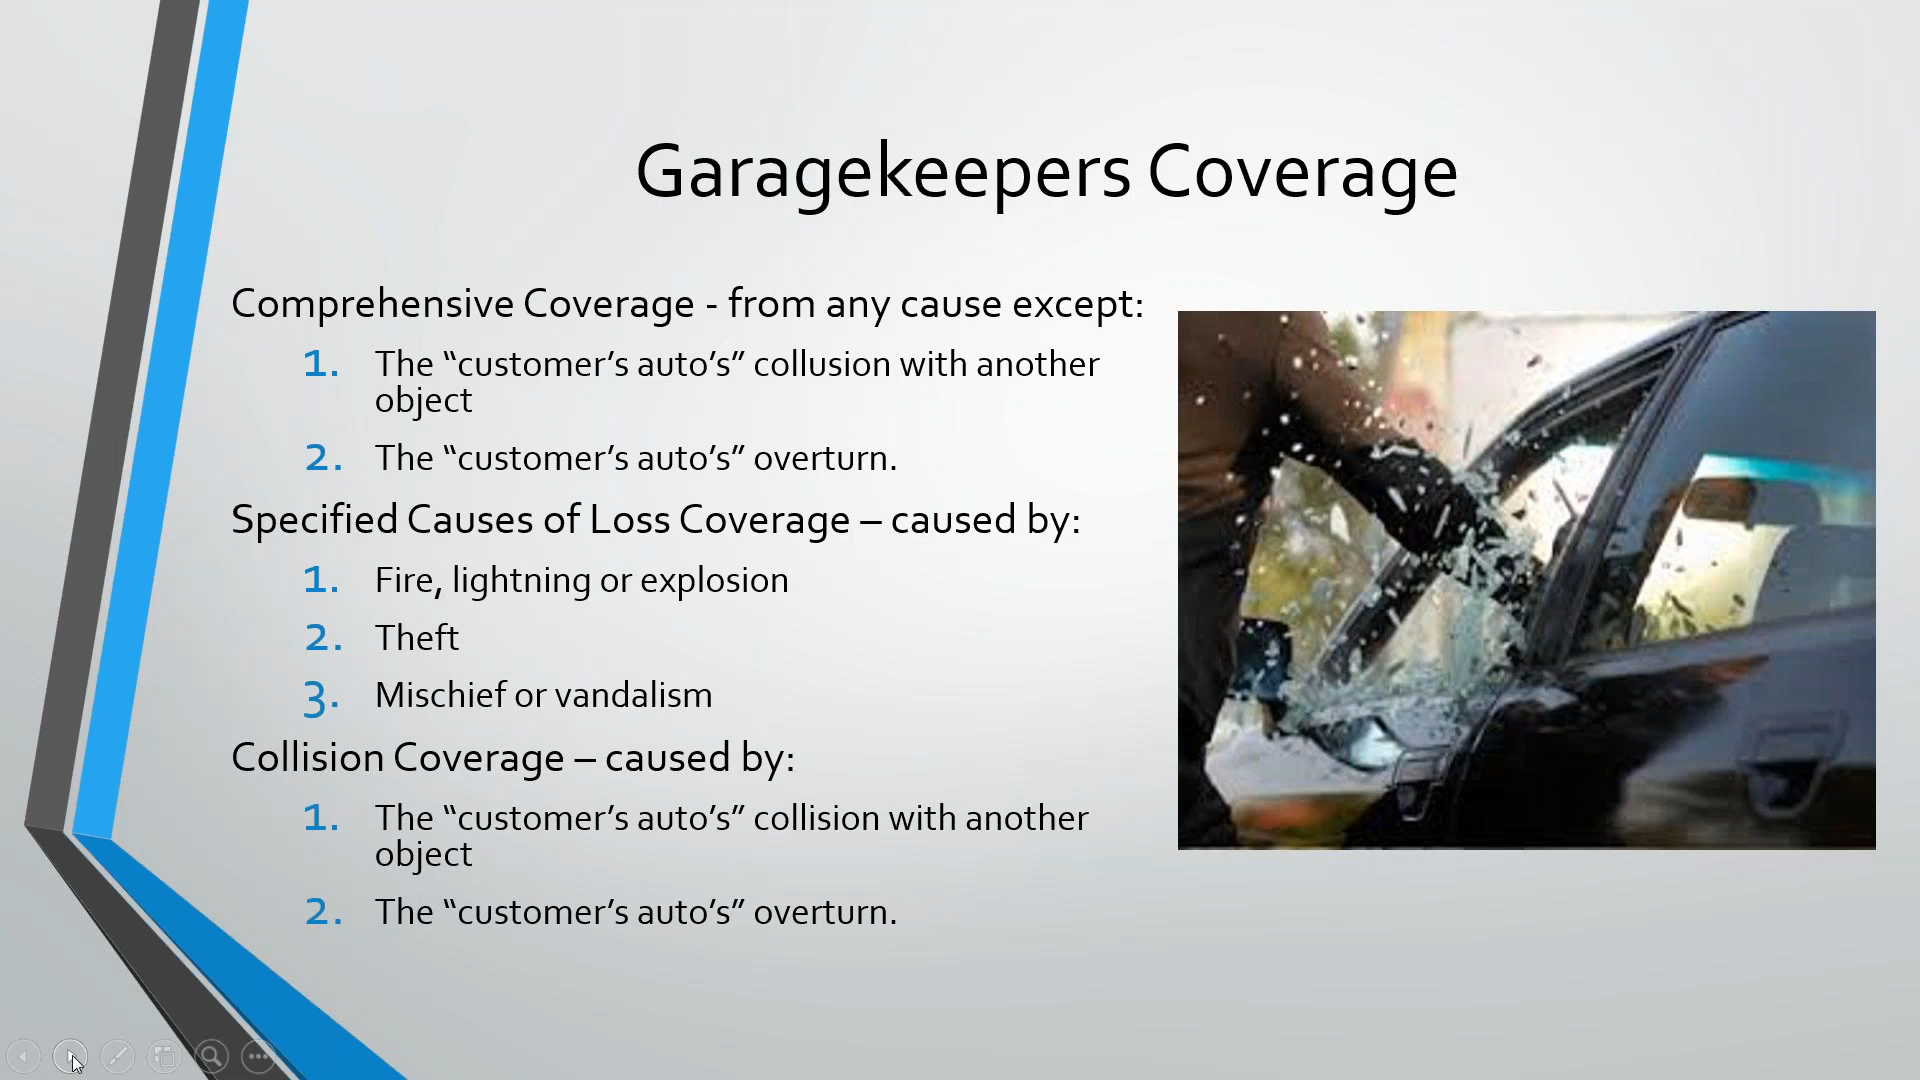 Garagekeepers Coverage
Comprehensive Coverage - from any cause except:
1. The “customer’s auto’s” collusion with another
object
2. The “customer’s auto’s” overturn.
Specified Causes of Loss Coverage – caused by:
1. Fire, lightning or explosion
2. Theft
3. Mischief or vandalism
Collision Coverage – caused by:
1. The “customer’s auto’s” collision with another
object
2. The “customer’s auto’s” overturn.